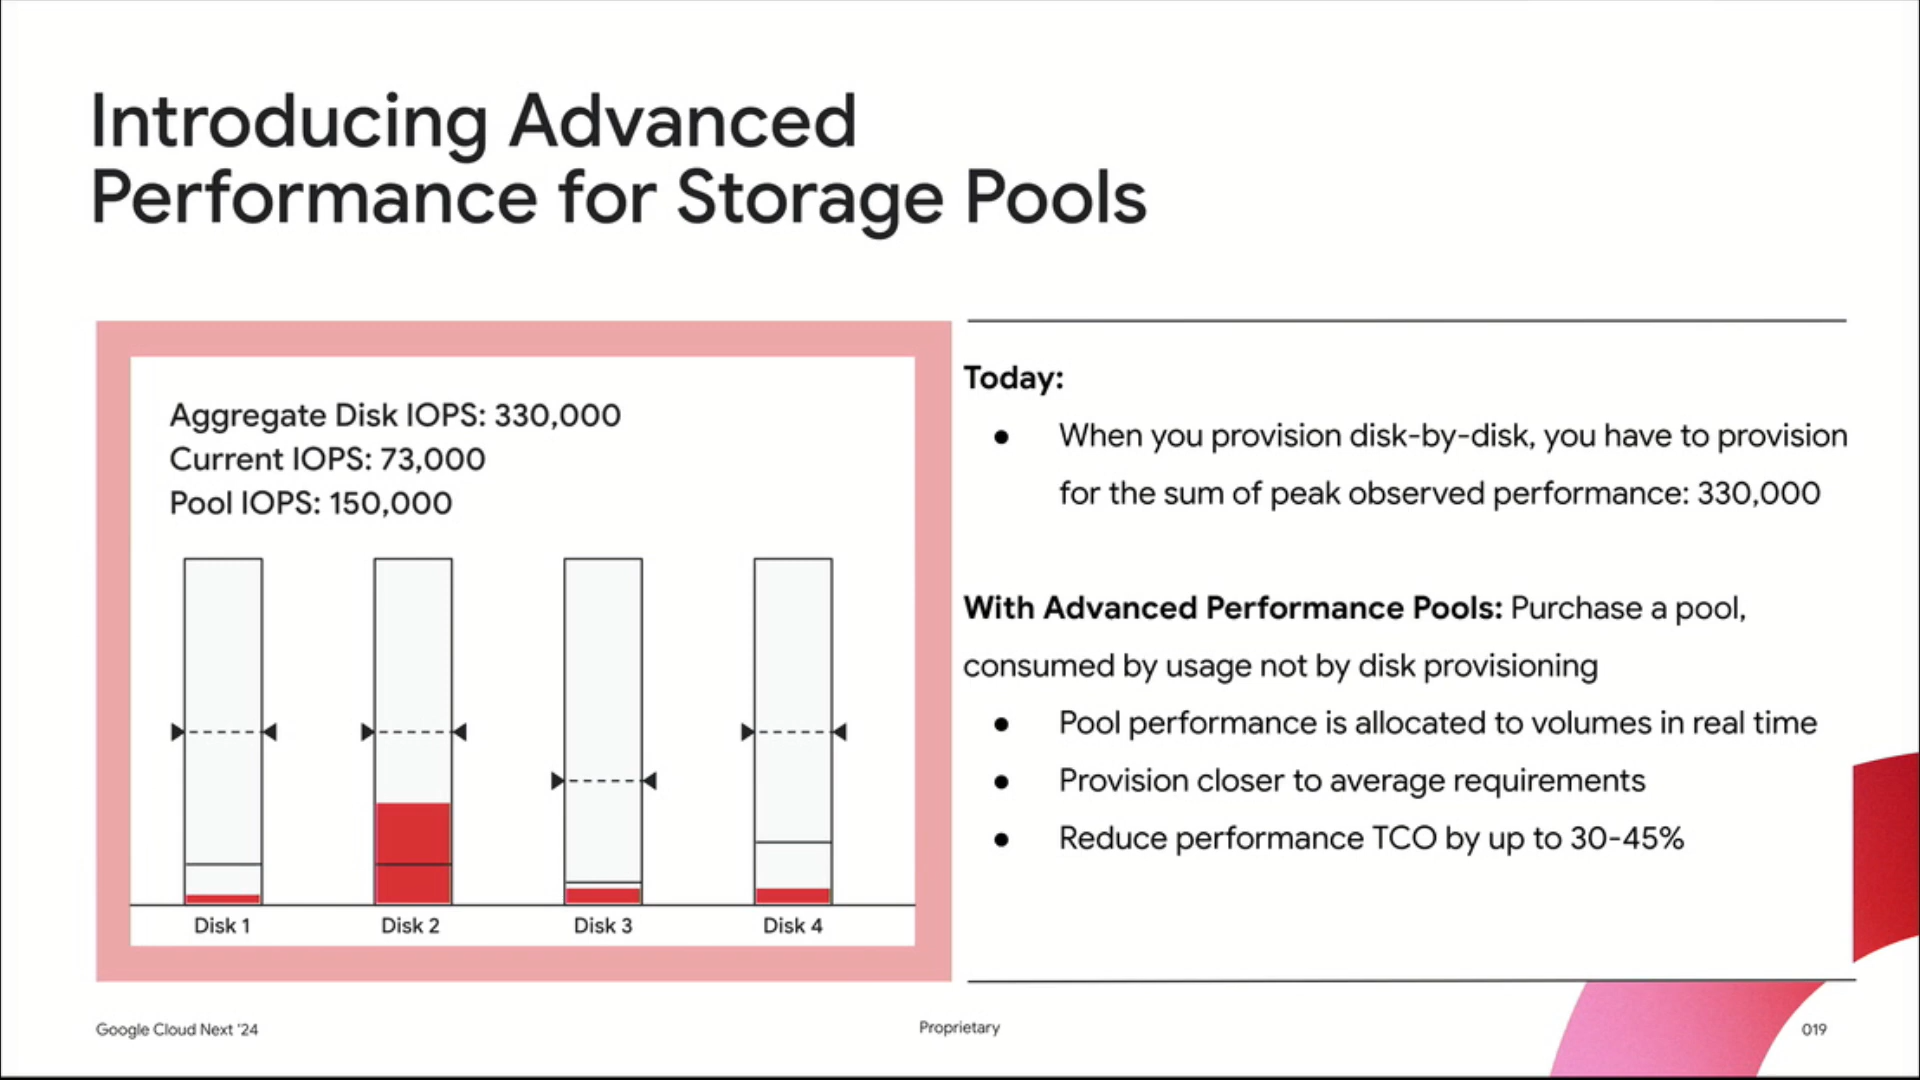 Introducing Advanced
Performance for Storage Pools
Aggregate Disk IOPS: 330,000
Current IOPS: 73,000
Pool IOPS: 150,000
Disk 1
Disk 2
Disk 3
Disk 4
Today:
● When you provision disk-by-disk, you have to provision
for the sum of peak observed performance: 330,000
With Advanced Performance Pools: Purchase a pool,
consumed by usage not by disk provisioning
● Pool performance is allocated to volumes in real time
● Provision closer to average requirements
● Reduce performance TCO by up to 30-45%
Google Cloud Next '24
Proprietary
019